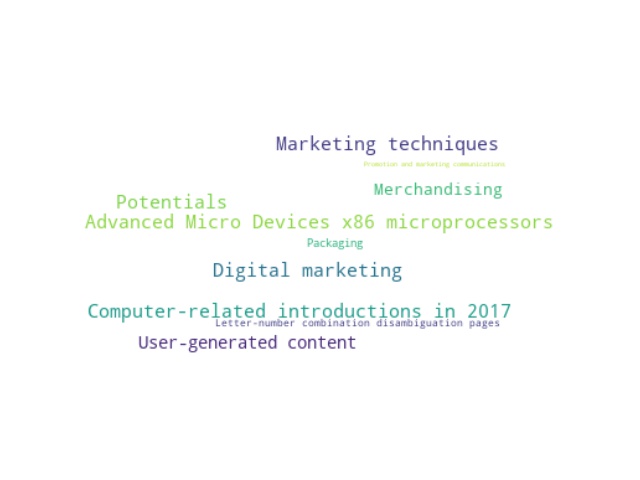 Marketing techniques
Promotion and marketing communications
Merchandising
Potentials
Advanced Micro Devices x86 microprocessors
Packaging
Digital marketing
Computer-related introductions in 2017
Letter-number combination disambiguation pages
User-generated content